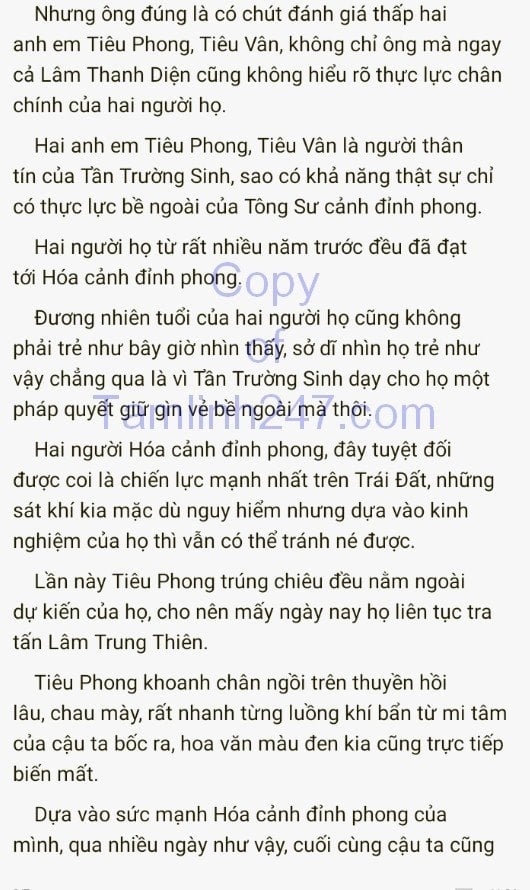 Nhưng ông đúng là có chút đánh giá thấp hai
anh em Tiêu Phong, Tiêu Vân, không chỉ ông mà ngay
cả Lâm Thanh Diện cũng không hiểu rõ thực lực chân
chính của hai người họ.
Hai anh em Tiêu Phong, Tiêu Vân là người thân
tín của Tần Trường Sinh, sao có khả năng thật sự chỉ
có thực lực bề ngoài của Tông Sư cảnh đỉnh phong.
Hai người họ từ rất nhiều năm trước đều đã đạt
tới Hóa cảnh đỉnh phong.
Copy
Đương nhiên tuổi của hai người họ cũng không
phải trẻ như bây giờ nhìn thấy, sở dĩ nhìn họ trẻ như
of
vậy chẳng qua là vì Tần Trường Sinh dạy cho họ một
pháp quyết giữ gìn vẻ bề ngoài mà thôi.
Tamlinh247.com
Hai người Hóa cảnh đỉnh phong, đây tuyệt đối
được coi là chiến lực mạnh nhất trên Trái Đất, những
sát khí kia mặc dù nguy hiểm nhưng dựa vào kinh
nghiệm của họ thì vẫn có thể tránh né được.
Lần này Tiêu Phong trúng chiêu đều nằm ngoài
dự kiến của họ, cho nên mấy ngày nay họ liên tục tra
tấn Lâm Trung Thiên.
Tiêu Phong khoanh chân ngồi trên thuyền hồi
lâu, chau mày, rất nhanh từng luồng khí bẩn từ mi tâm
của cậu ta bốc ra, hoa văn màu đen kia cũng trực tiếp
biến mất.
Dựa vào sức mạnh Hóa cảnh đỉnh phong của
mình, qua nhiều ngày như vậy, cuối cùng cậu ta cũng